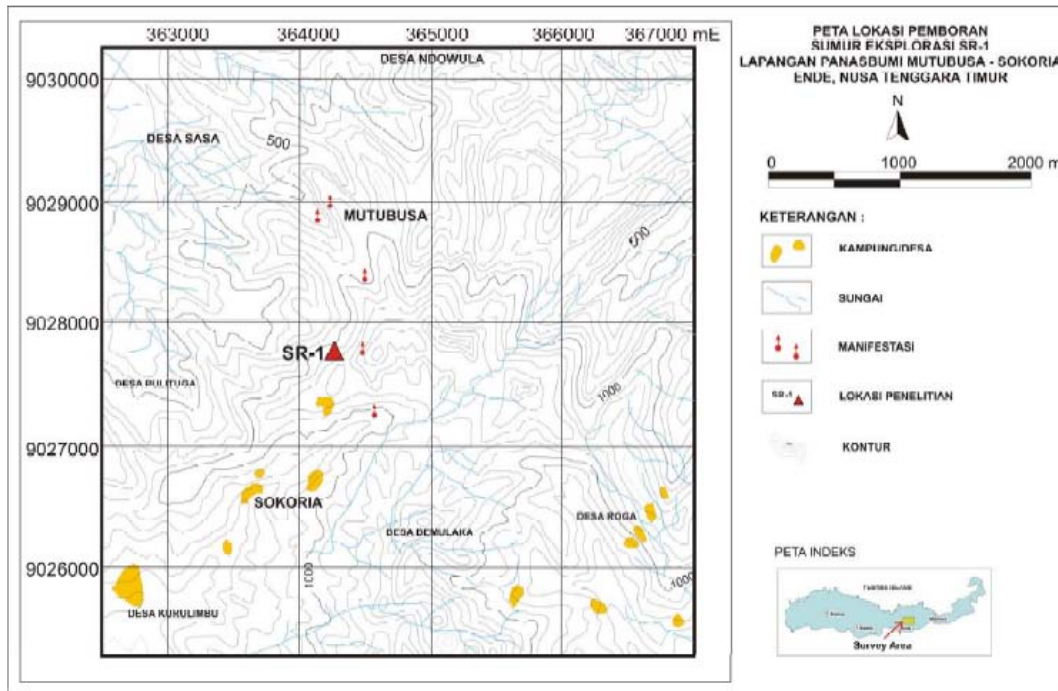 363000 364000 365000 366000 367000 mE
DESA NDOWULA
9030000
DESA SASA
500
9029000
MUTUBUSA
500
9028000
SR-1
1000
9027000
SOKORIA
DESA ROGA
DESA DEMULAKA
9026000
1000
1000
DESA KURULIMBU
PETA LOKASI PEMBORAN
SUMUR EKSPLORASI SR-1
LAPANGAN PANASBUMI MUTUBUSA - SOKORIA
ENDE, NUSA TENGGARA TIMUR
N
0 1000 2000 m
KETERANGAN :
KAMPUNG/DESA
SUNGAI
MANIFESTASI
SR-1
LOKASI PENELITIAN
KONTUR
PETA INDEKS
Survey Area